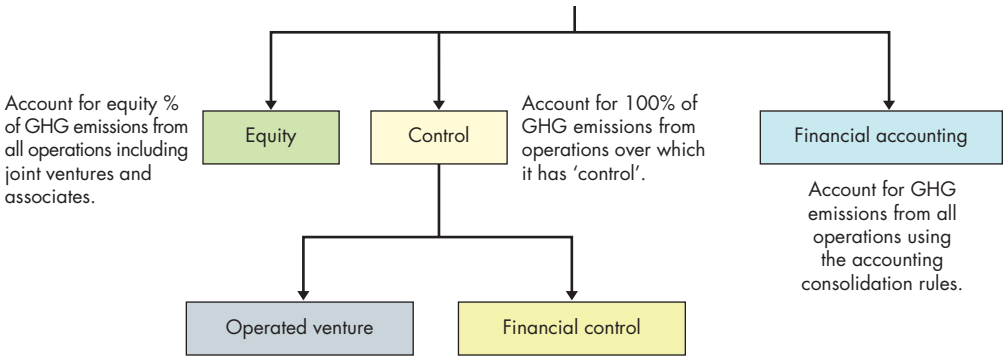 Account for equity %
of GHG emissions from
all operations including
joint ventures and
associates.
Equity
Control
Account for 100% of
GHG emissions from
operations over which
it has ‘control’.
Financial accounting
Account for GHG
emissions from all
operations using
the accounting
consolidation rules.
Operated venture
Financial control